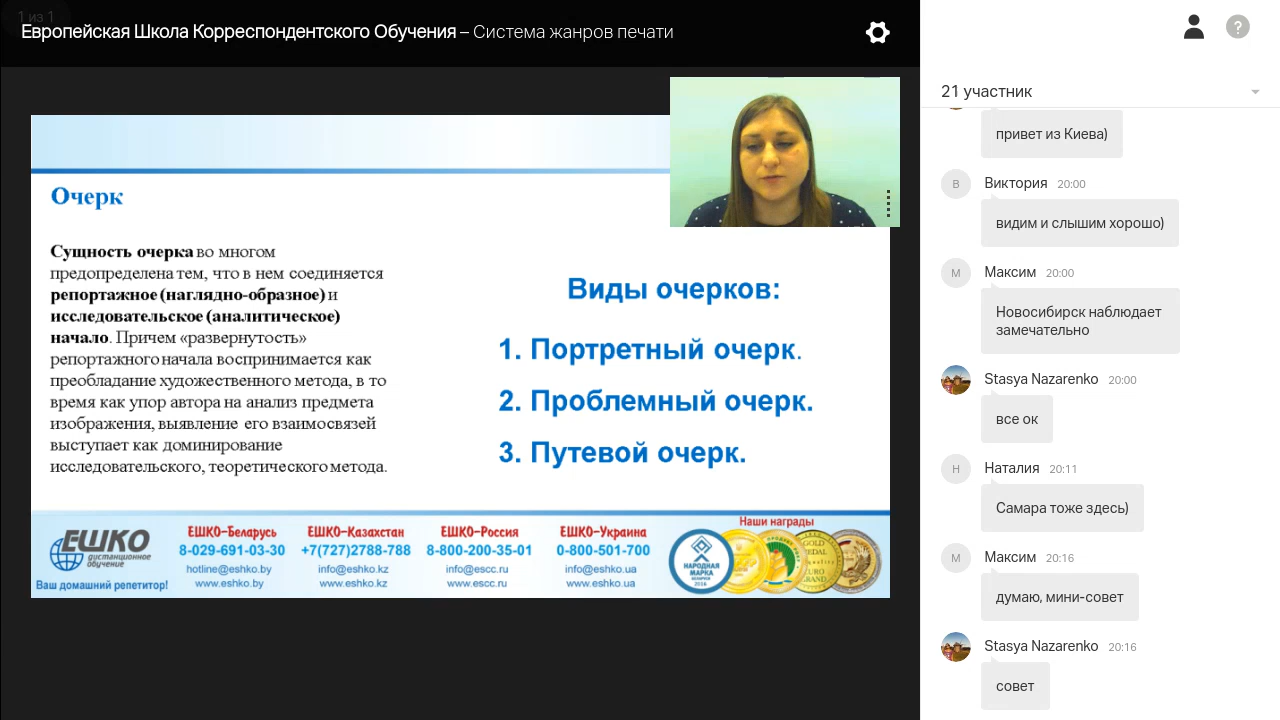 1 из 1
Европейская Школа Корреспондентского Обучения – Система жанров печати
Очерк
Сущность очерка во многом
предопределена тем, что в нем соединяется
репортажное (наглядно-образное) и
исследовательское (аналитическое)
начало. Причем «развернутость»
репортажного начала воспринимается как
преобладание художественного метода, в то
время как упор автора на анализ предмета
изображения, выявление его взаимосвязей
выступает как доминирование
исследовательского, теоретического метода.
Виды очерков:
1. Портретный очерк.
2. Проблемный очерк.
3. Путевой очерк.
ЕШКО
дистанционное
обучение
Ваш домашний репетитор!
ЕШКО-Беларусь
8-029-691-03-30
hotline@eshko.by
www.eshko.by
ЕШКО-Казахстан
+7(727)2788-788
info@eshko.kz
www.eshko.kz
ЕШКО-Россия
8-800-200-35-01
info@escc.ru
www.escc.ru
ЕШКО-Украина
0-800-501-700
info@eshko.ua
www.eshko.ua
Наши награды
НАРОДНАЯ
МАРКА
2016
GOLD
MEDAL
EURO
GRAND
?
21 участник
привет из Киева)
В
Виктория 20:00
видим и слышим хорошо)
М
Максим 20:00
Новосибирск наблюдает
замечательно
Stasya Nazarenko 20:00
все ок
Н
Наталия 20:11
Самара тоже здесь)
М
Максим 20:16
думаю, мини-совет
Stasya Nazarenko 20:16
совет